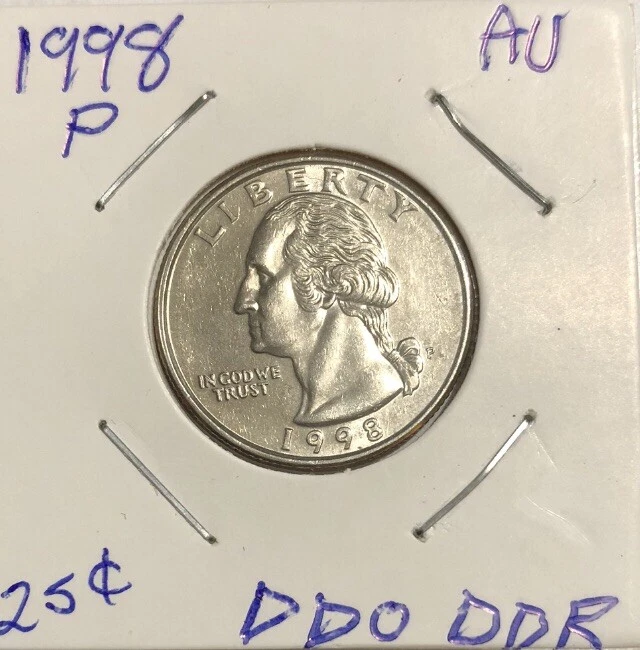 1998 AU
P
LIBERTY
IN GOD WE
TRUST
P
1998
25¢ DDO DDR